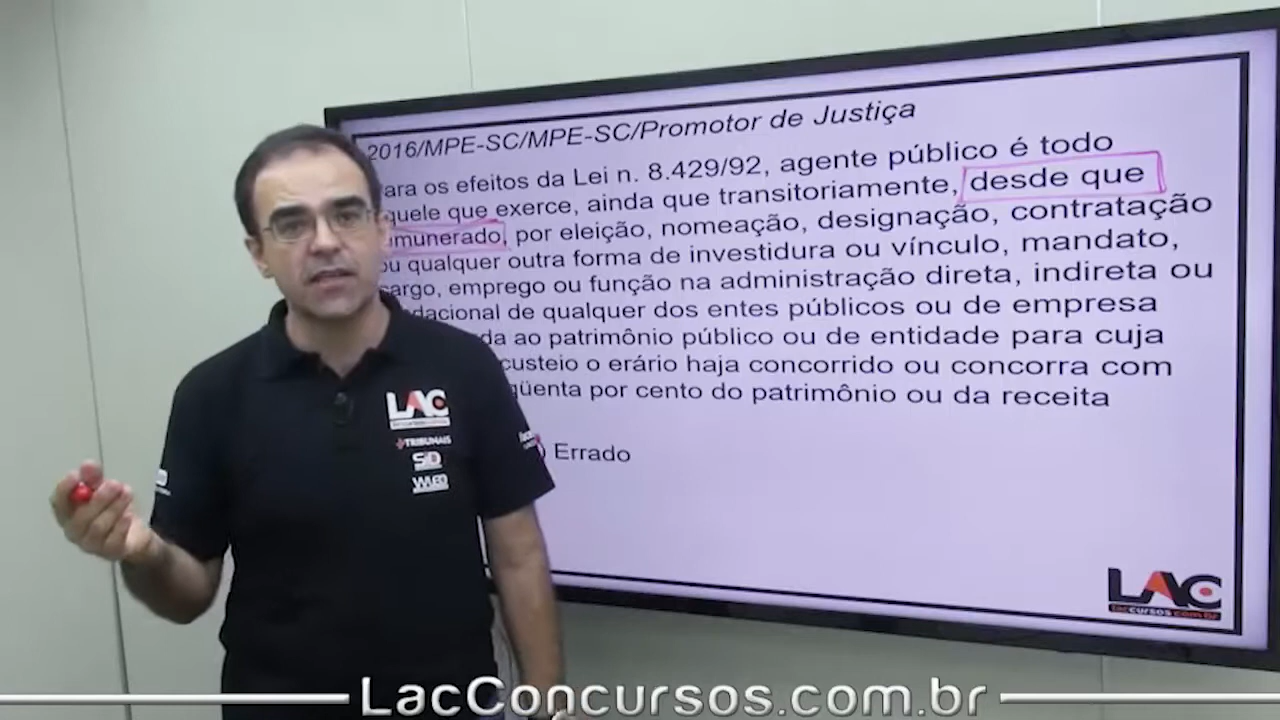 2016/MPE-SC/MPE-SC/Promotor de Justiça
ara os efeitos da Lei n. 8.429/92, agente público é todo
quele que exerce, ainda que transitoriamente, desde que
munerado, por eleição, nomeação, designação, contratação
ou qualquer outra forma de investidura ou vínculo, mandato,
cargo, emprego ou função na administração direta, indireta ou
dacional de qualquer dos entes públicos ou de empresa
da ao patrimônio público ou de entidade para cuja
custeio o erário haja concorrido ou concorra com
qüenta por cento do patrimônio ou da receita
) Errado
LAC
TRIBUNAIS
LAC
laccursos.com.br
LacConcursos.com.br